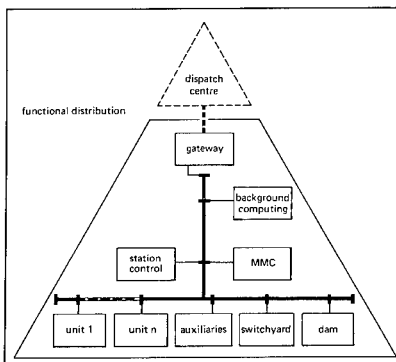 dispatch
centre
functional distribution
gateway
background
computing
station
control
MMC
unit 1
unit n
auxiliaries
switchyard
dam